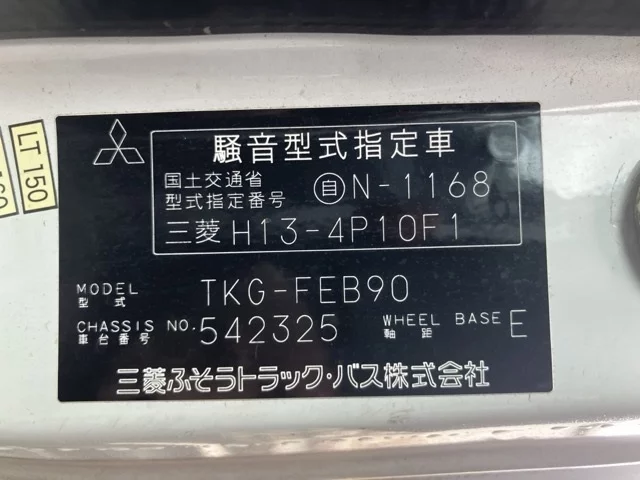 騒音型式指定車
国土交通省
型式指定番号 自N-1168
三菱 H13-4P10F1
MODEL
型式 TKG-FEB90
CHASSIS NO.
車台番号 542325 WHEEL BASE
軸距 E
三菱ふそうトラック・バス株式会社
LT 150